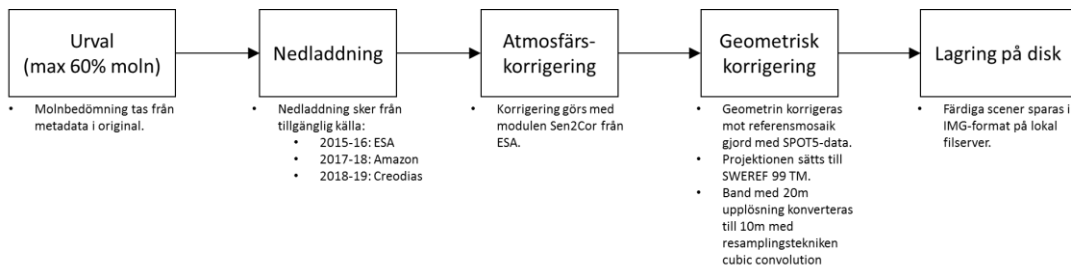 Urval
(max 60% moln)
• Molnbedömning tas från
metadata i original.
Nedladdning
• Nedladdning sker från
tillgänglig källa:
• 2015-16: ESA
• 2017-18: Amazon
• 2018-19: Creodias
Atmosfärs-
korrigering
• Korrigering görs med
modulen Sen2Cor från
ESA.
Geometrisk
korrigering
• Geometrin korrigeras
mot referensmosaik
gjord med SPOT5-data.
• Projektionen sätts till
SWEREF 99 TM.
• Band med 20m
upplösning konverteras
till 10m med
resamplingstekniken
cubic convolution
Lagring på disk
• Färdiga scener sparas i
IMG-format på lokal
filserver.